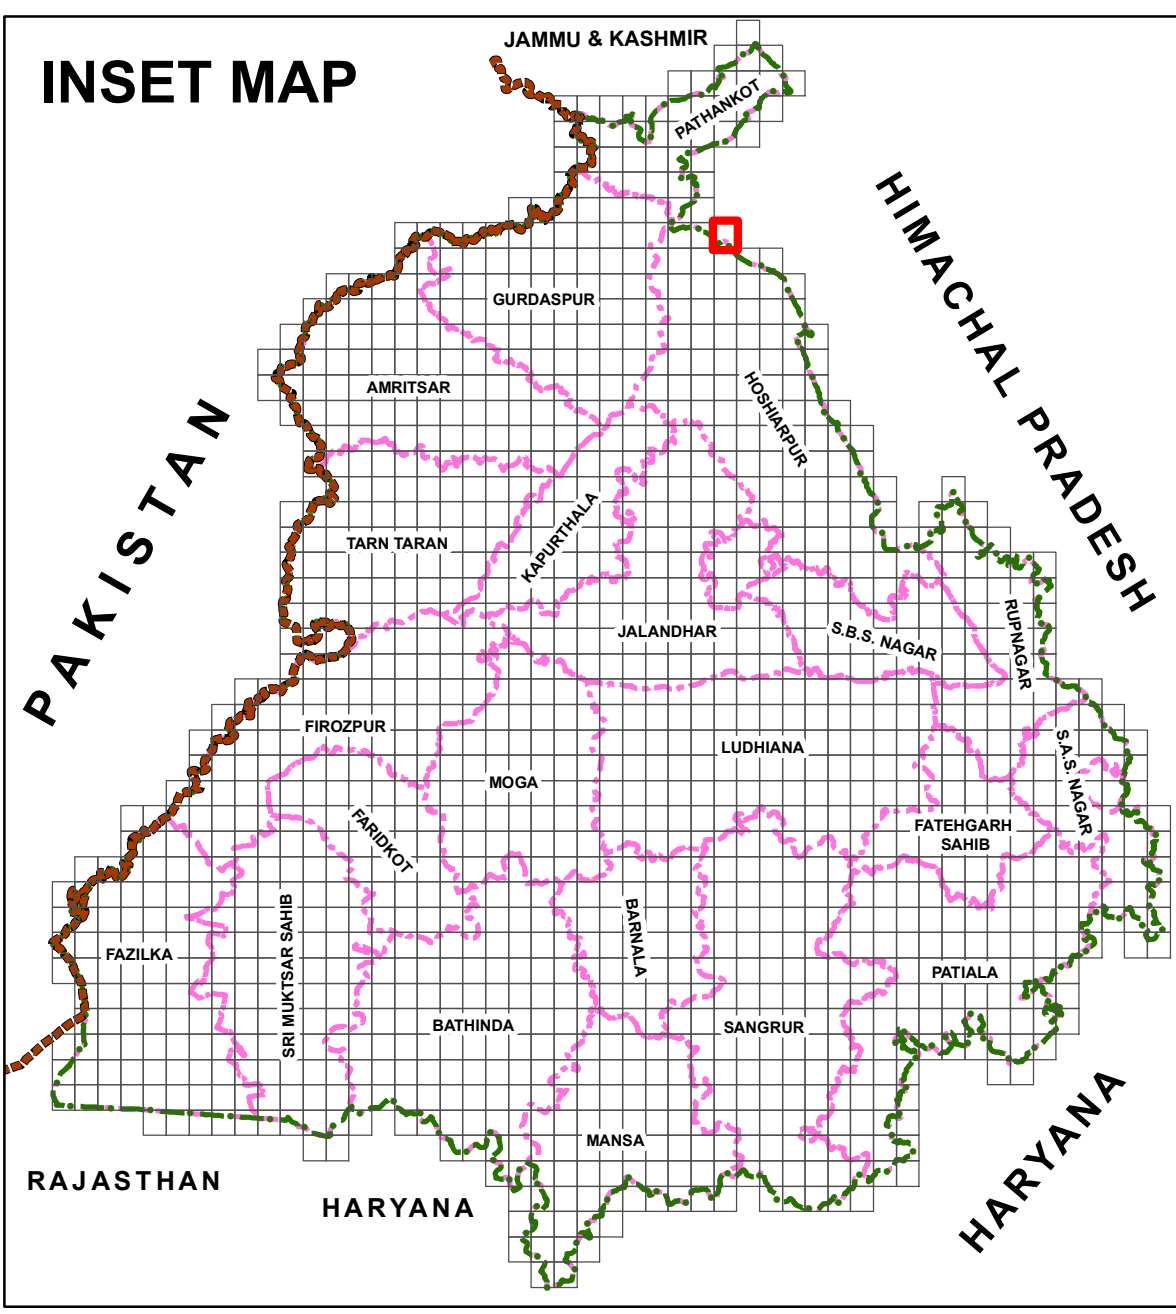 JAMMU & KASHMIR
INSET MAP
PATHANKOT
HIMACHAL PRADESH
GURDASPUR
AMRITSAR
HOSHIARPUR
PAKISTAN
KAPURTHALA
TARN TARAN
JALANDHAR
S.B.S. NAGAR
RUPNAGAR
FIROZPUR
LUDHIANA
S.A.S. NAGAR
MOGA
FARIDKOT
FATEHGARH
SAHIB
SRI MUKTSAR SAHIB
BARNALA
FAZILKA
PATIALA
BATHINDA
SANGRUR
MANSA
HARYANA
RAJASTHAN
HARYANA